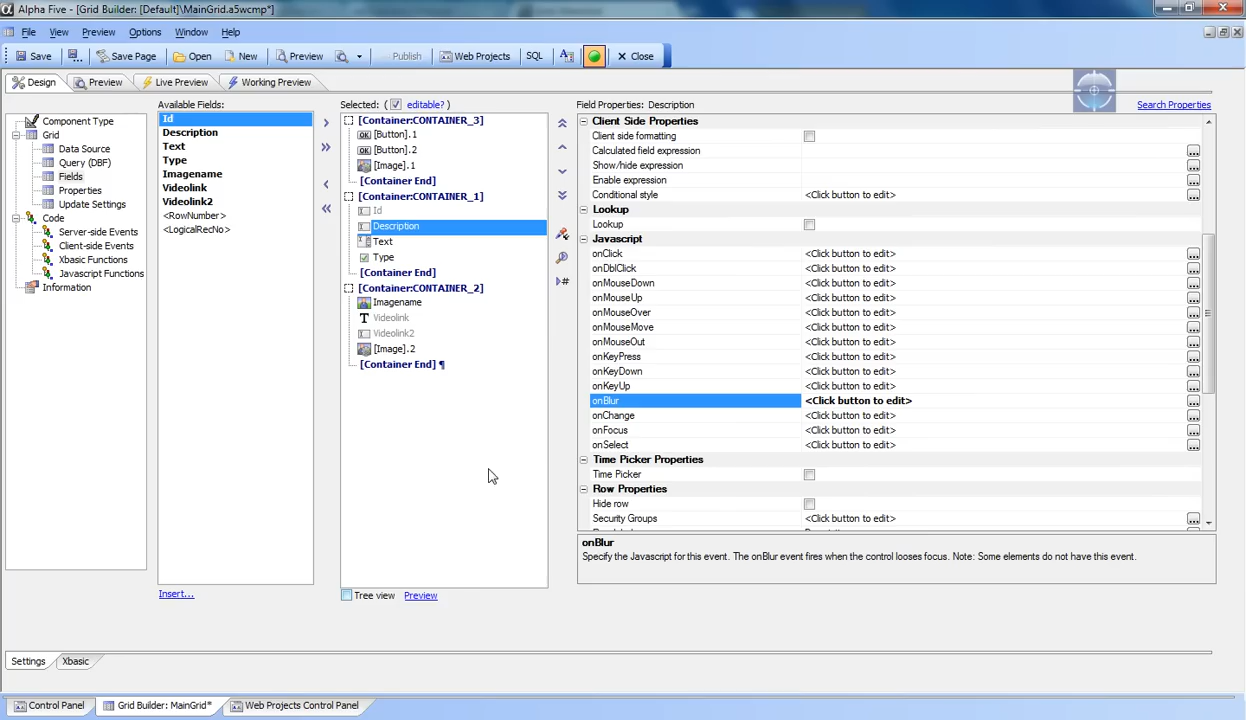 Alpha Five - [Grid Builder: [Default]\MainGrid.a5wcmp*]
File View Preview Options Window Help
Save Save Page Open New Preview Publish Web Projects SQL Close
Design Preview Live Preview Working Preview
Component Type
Grid
Data Source
Query (DBF)
Fields
Properties
Update Settings
Code
Server-side Events
Client-side Events
Xbasic Functions
Javascript Functions
Information
Available Fields:
Id
Description
Text
Type
Imagename
Videolink
Videolink2
<RowNumber>
<LogicalRecNo>
Insert...
Selected: ( editable? )
[Container:CONTAINER_3]
[Button].1
[Button].2
[Image].1
[Container End]
[Container:CONTAINER_1]
Id
Description
Text
Type
[Container End]
[Container:CONTAINER_2]
Imagename
Videolink
Videolink2
[Image].2
[Container End] ¶
Tree view Preview
Field Properties: Description
Search Properties
Client Side Properties
Client side formatting
Calculated field expression
Show/hide expression
Enable expression
Conditional style <Click button to edit>
Lookup
Lookup
Javascript
onClick <Click button to edit>
onDblClick <Click button to edit>
onMouseDown <Click button to edit>
onMouseUp <Click button to edit>
onMouseOver <Click button to edit>
onMouseMove <Click button to edit>
onMouseOut <Click button to edit>
onKeyPress <Click button to edit>
onKeyDown <Click button to edit>
onKeyUp <Click button to edit>
onBlur <Click button to edit>
onChange <Click button to edit>
onFocus <Click button to edit>
onSelect <Click button to edit>
Time Picker Properties
Time Picker
Row Properties
Hide row
Security Groups <Click button to edit>
onBlur
Specify the Javascript for this event. The onBlur event fires when the control looses focus. Note: Some elements do not have this event.
Settings Xbasic
Control Panel Grid Builder: MainGrid* Web Projects Control Panel